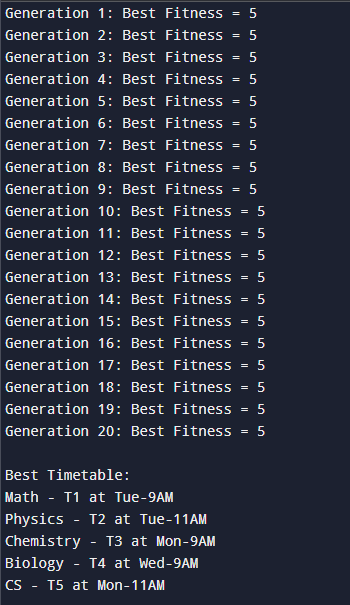 Generation 1: Best Fitness = 5
Generation 2: Best Fitness = 5
Generation 3: Best Fitness = 5
Generation 4: Best Fitness = 5
Generation 5: Best Fitness = 5
Generation 6: Best Fitness = 5
Generation 7: Best Fitness = 5
Generation 8: Best Fitness = 5
Generation 9: Best Fitness = 5
Generation 10: Best Fitness = 5
Generation 11: Best Fitness = 5
Generation 12: Best Fitness = 5
Generation 13: Best Fitness = 5
Generation 14: Best Fitness = 5
Generation 15: Best Fitness = 5
Generation 16: Best Fitness = 5
Generation 17: Best Fitness = 5
Generation 18: Best Fitness = 5
Generation 19: Best Fitness = 5
Generation 20: Best Fitness = 5
Best Timetable:
Math - T1 at Tue-9AM
Physics - T2 at Tue-11AM
Chemistry - T3 at Mon-9AM
Biology - T4 at Wed-9AM
CS - T5 at Mon-11AM